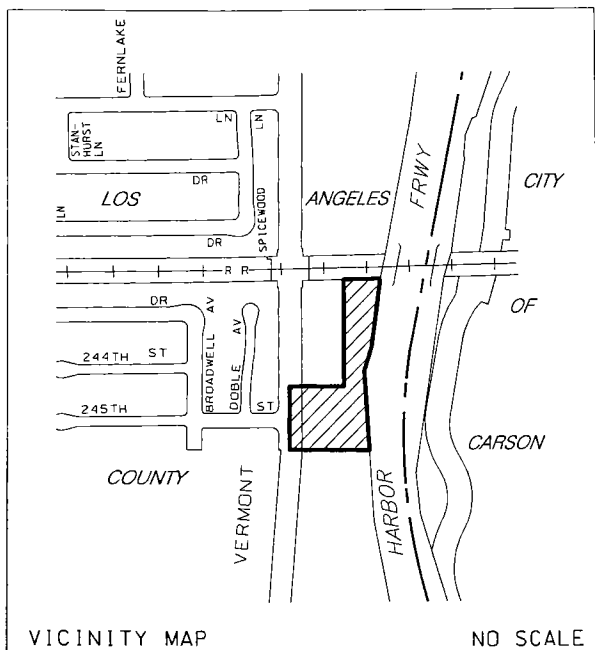 FERNLAKE
STAN-
HURST
LN
LN
LN
LOS
DR
ANGELES
FRWY
CITY
LN
DR
SPICEWOOD
R R
DR
AV
AV
OF
244TH ST
BROADWELL
DOBLE
245TH
ST
CARSON
COUNTY
VERMONT
HARBOR
VICINITY MAP
NO SCALE